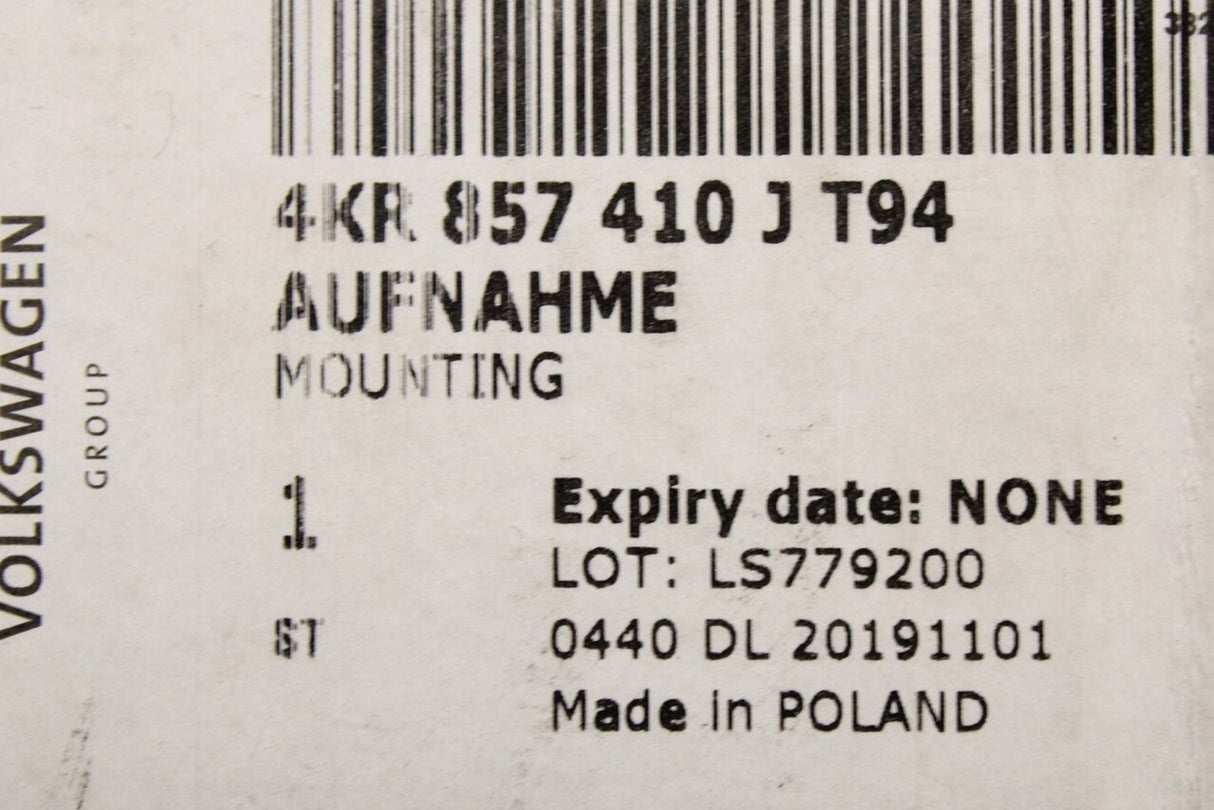 4KR 857 410 J T94
AUFNAHME
MOUNTING
1
Expiry date: NONE
LOT: LS779200
ST
0440 DL 20191101
Made in POLAND
VOLKSWAGEN
GROUP